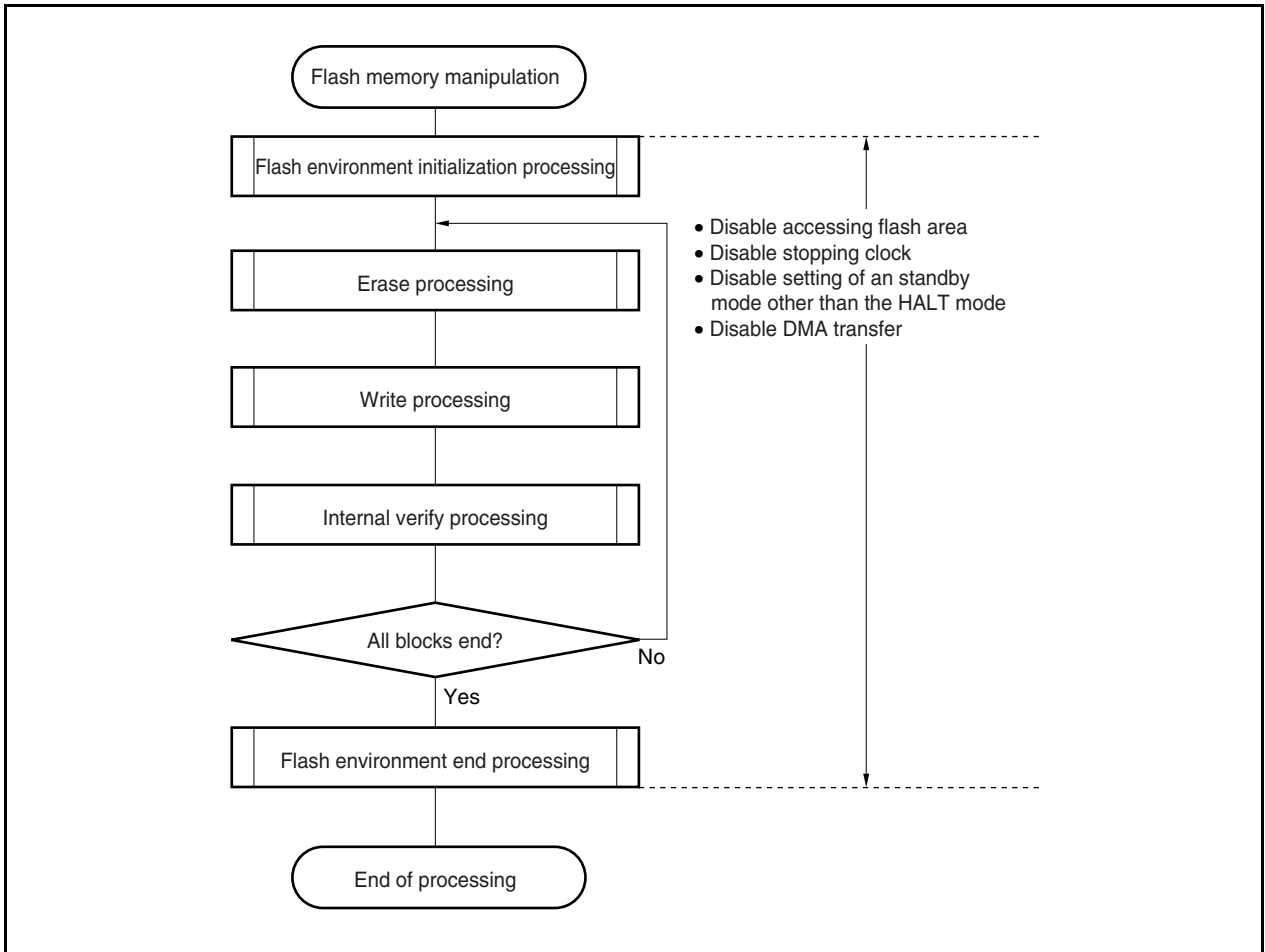 Flash memory manipulation
Flash environment initialization processing
• Disable accessing flash area
• Disable stopping clock
• Disable setting of an standby
mode other than the HALT mode
• Disable DMA transfer
Erase processing
Write processing
Internal verify processing
All blocks end?
No
Yes
Flash environment end processing
End of processing